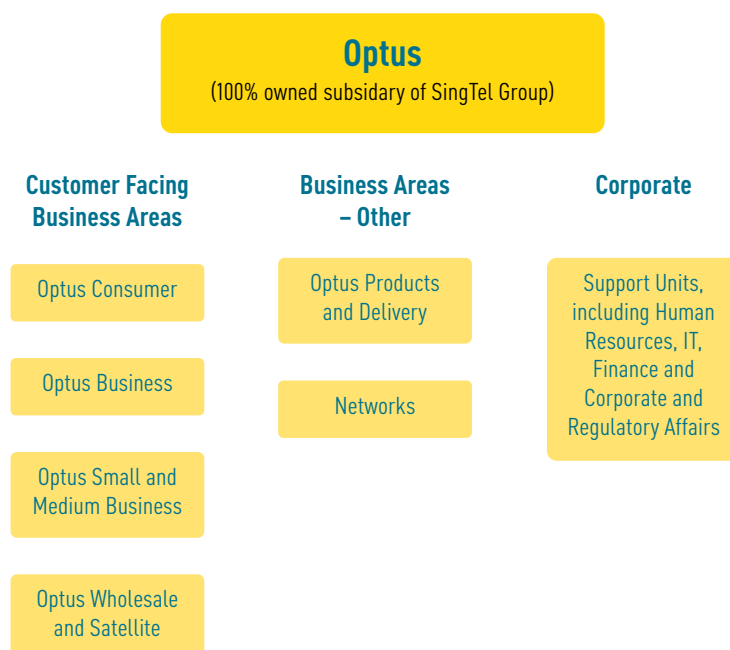 Optus
(100% owned subsidary of SingTel Group)
Customer Facing
Business Areas
Optus Consumer
Optus Business
Optus Small and
Medium Business
Optus Wholesale
and Satellite
Business Areas
– Other
Optus Products
and Delivery
Networks
Corporate
Support Units,
including Human
Resources, IT,
Finance and
Corporate and
Regulatory Affairs